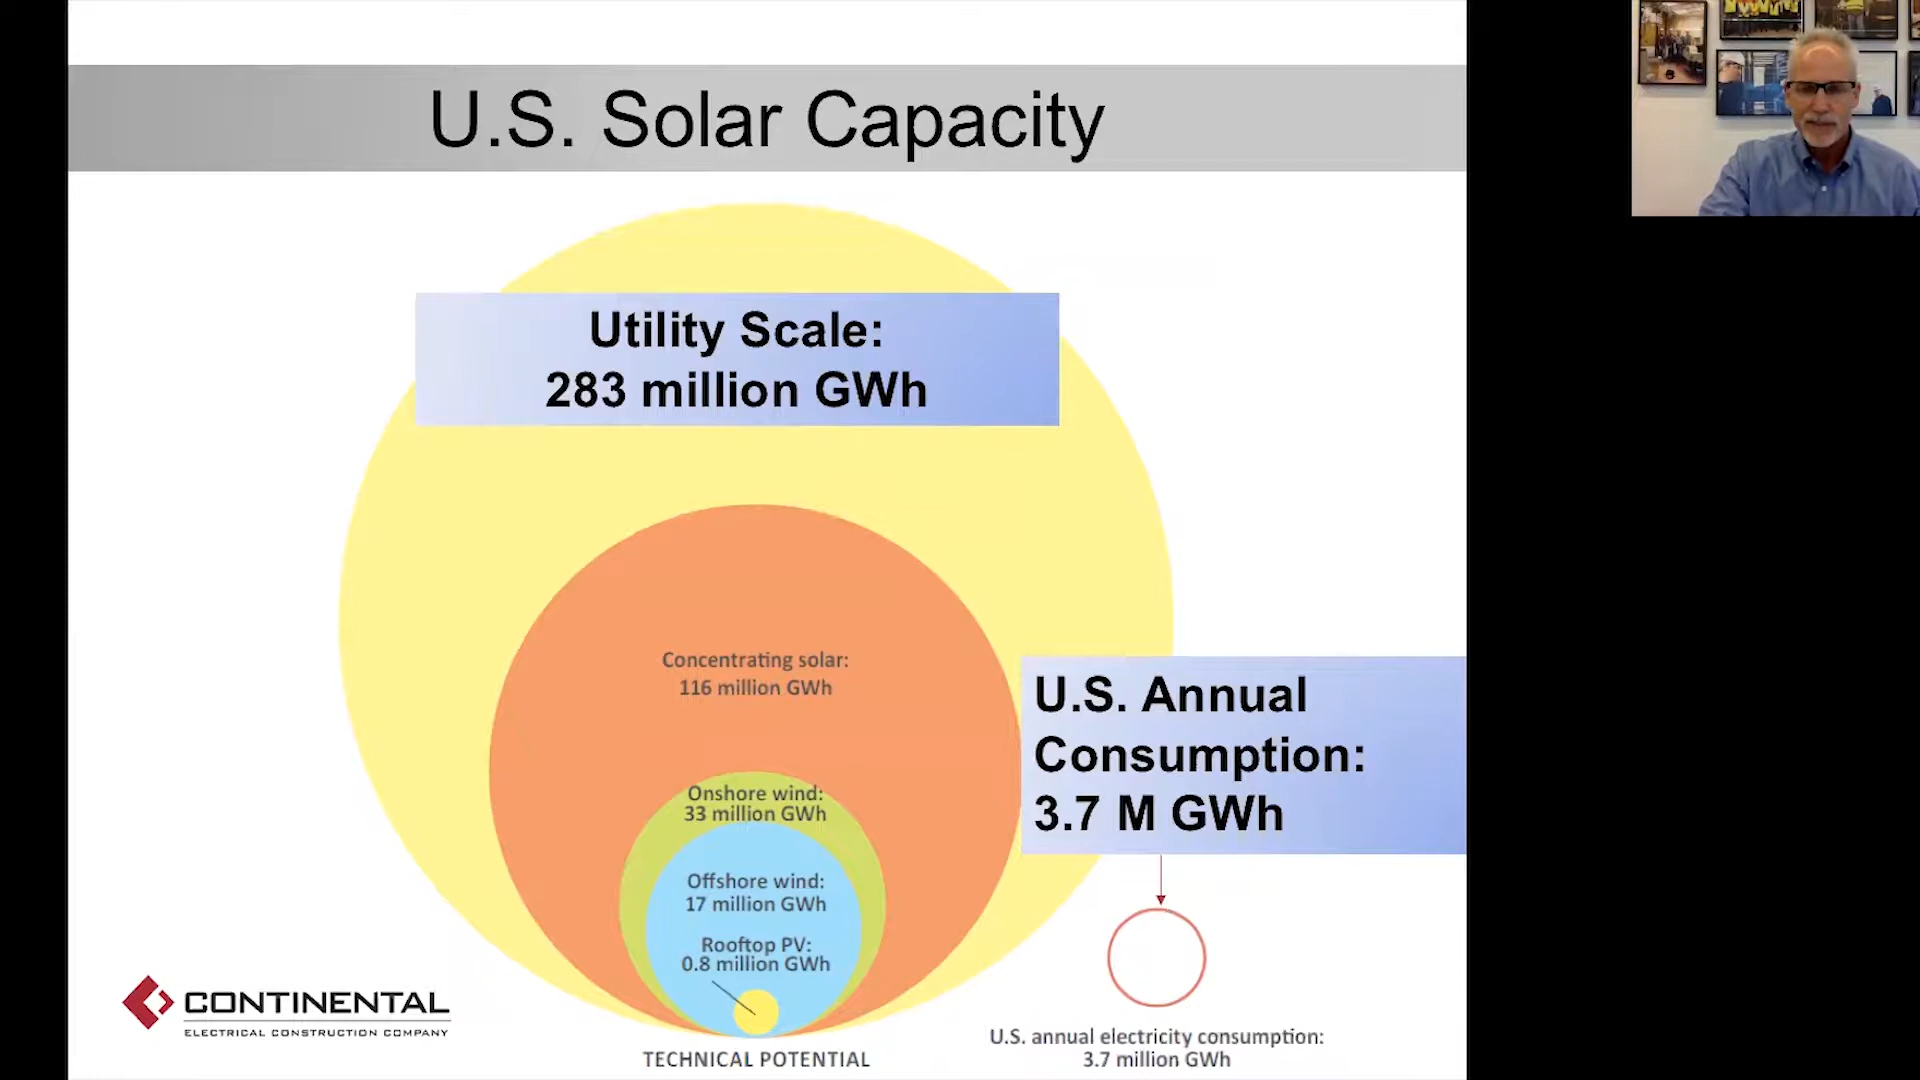 U.S. Solar Capacity
Utility Scale:
283 million GWh
Concentrating solar:
116 million GWh
U.S. Annual
Consumption:
3.7 M GWh
Onshore wind:
33 million GWh
Offshore wind:
17 million GWh
Rooftop PV:
0.8 million GWh
TECHNICAL POTENTIAL
U.S. annual electricity consumption:
3.7 million GWh
CONTINENTAL
ELECTRICAL CONSTRUCTION COMPANY